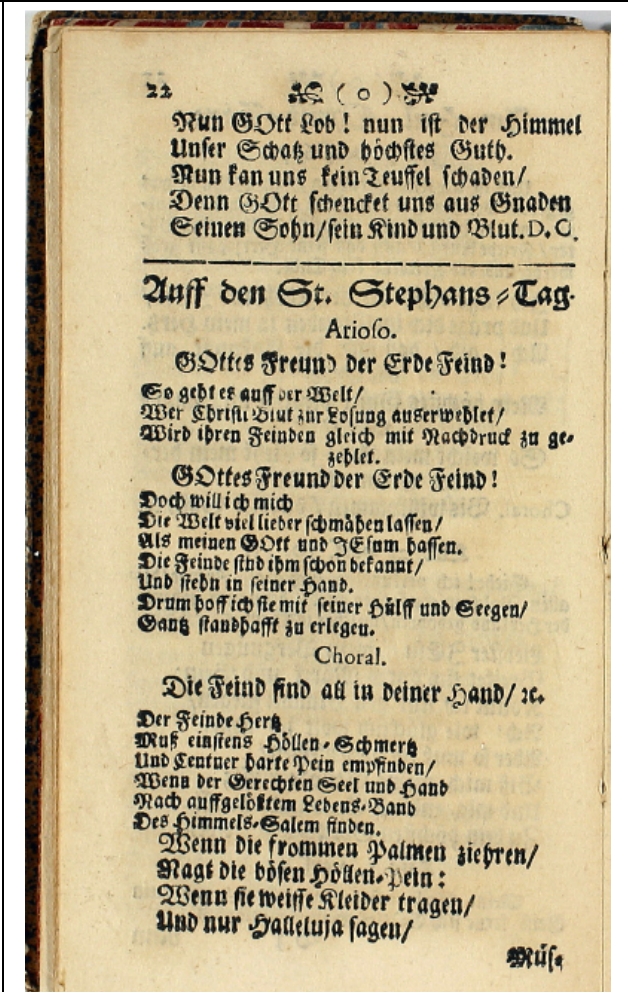 22 ( o )
Nun GOtt Lob! nun ist der Himmel
Unser Schatz und höchstes Guth.
Nun kan uns kein Teuffel schaden/
Denn GOtt schencket uns aus Gnaden
Seinen Sohn/sein Kind und Blut. D. C.
Auff den St. Stephans-Tag.
Arioso.
GOttes Freund der Erde Feind!
So geht es auff der Welt/
Wer Christi Blut zur Losung auserwehlet/
Wird ihren Feinden gleich mit Nachdruck zu ge-
zehlet.
GOttes Freund der Erde Feind!
Doch will ich mich
Die Welt viel lieber schmähen lassen/
Als meinen GOtt und JEsum hassen.
Die Feinde sind ihm schon bekannt/
Und stehn in seiner Hand.
Drum hoff ich sie mit seiner Hülff und Seegen/
Gantz standhafft zu erlegen.
Choral.
Die Feind sind all in deiner Hand/ ꝛc.
Der Feinde Hertz
Muß einstens Höllen-Schmertz
Und Centner harte Pein empfinden/
Wenn der Gerechten Seel und Hand
Nach auffgelößtem Lebens-Band
Des Himmels-Salem finden.
Wenn die frommen Palmen ziehren/
Nagt die bösen Höllen-Pein:
Wenn sie weisse Kleider tragen/
Und nur Halleluja sagen/
Müs-